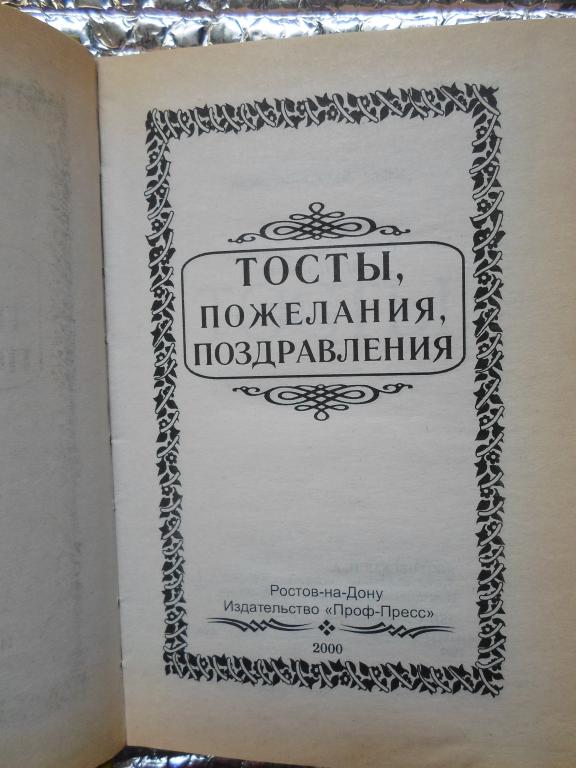 ТОСТЫ,
ПОЖЕЛАНИЯ,
ПОЗДРАВЛЕНИЯ
Ростов-на-Дону
Издательство «Проф-Пресс»
2000